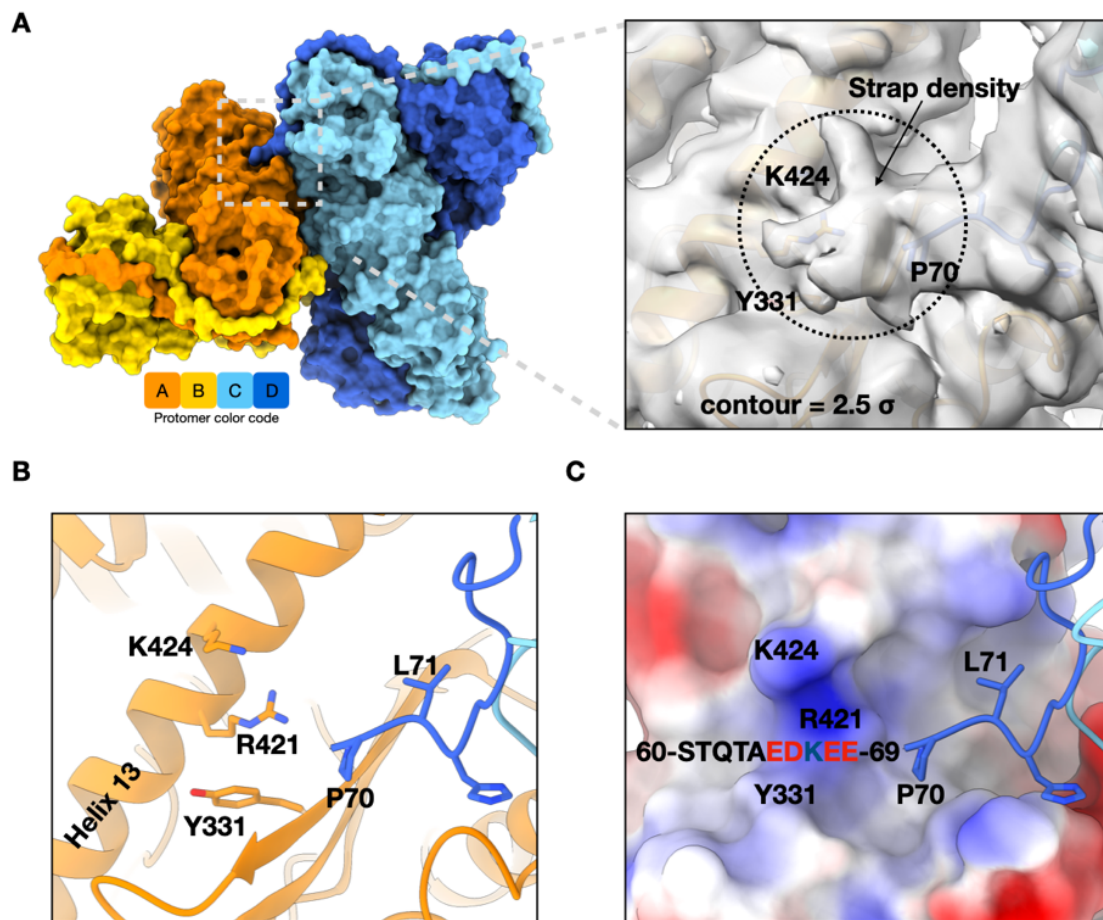 A
Strap density
K424
P70
Y331
contour = 2.5 σ
A B C D
Protomer color code
B
C
K424
L71
R421
P70
Y331
Helix 13
K424
L71
R421
60-STQTAEDKEE-69
Y331
P70